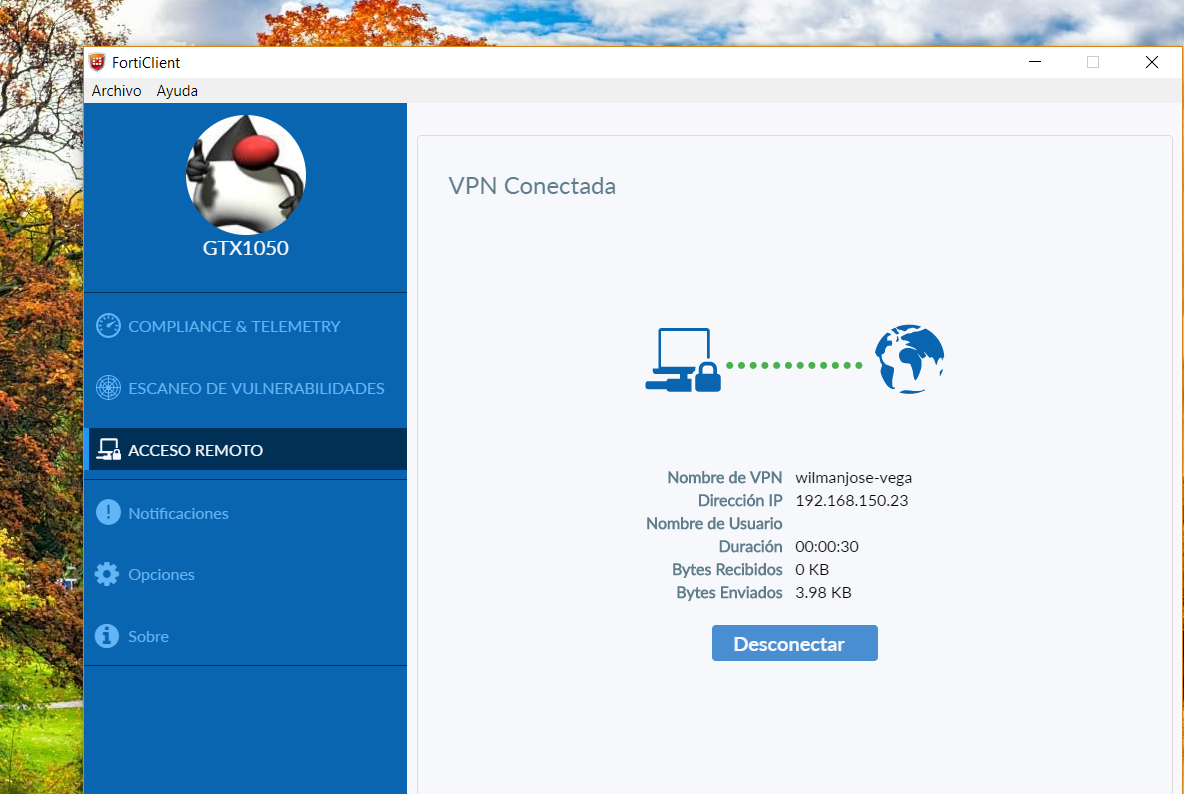 FortiClient
Archivo Ayuda
GTX1050
COMPLIANCE & TELEMETRY
ESCANEO DE VULNERABILIDADES
ACCESO REMOTO
Notificaciones
Opciones
Sobre
VPN Conectada
Nombre de VPN wilmanjose-vega
Dirección IP 192.168.150.23
Nombre de Usuario
Duración 00:00:30
Bytes Recibidos 0 KB
Bytes Enviados 3.98 KB
Desconectar